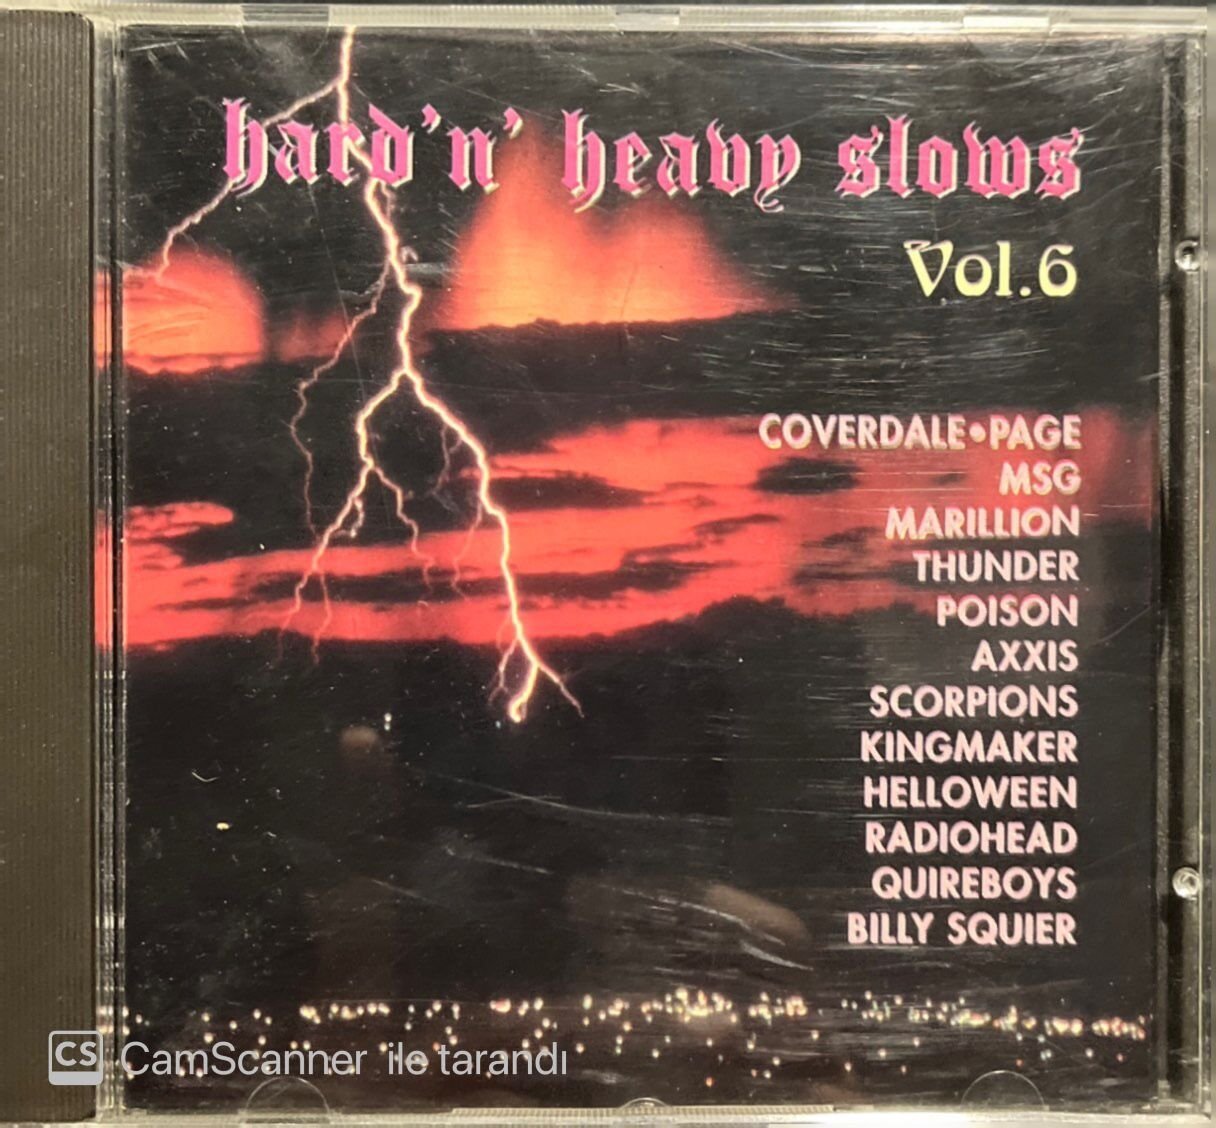 hard'n' heavy slows
Vol.6
COVERDALE•PAGE
MSG
MARILLION
THUNDER
POISON
AXXIS
SCORPIONS
KINGMAKER
HELLOWEEN
RADIOHEAD
QUIREBOYS
BILLY SQUIER
CS CamScanner ile tarandı